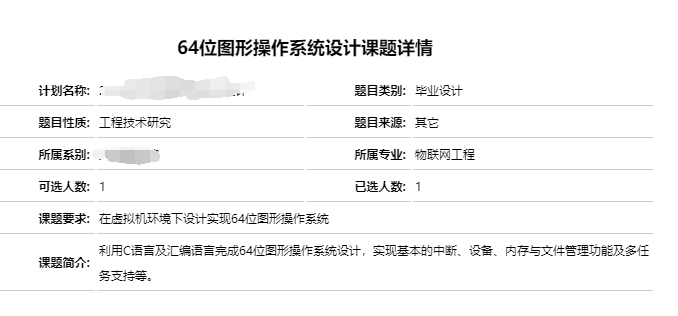 64位图形操作系统设计课题详情
计划名称: 题目类别: 毕业设计
题目性质: 工程技术研究 题目来源: 其它
所属系别: 所属专业: 物联网工程
可选人数: 1 已选人数: 1
课题要求: 在虚拟机环境下设计实现64位图形操作系统
课题简介: 利用C语言及汇编语言完成64位图形操作系统设计，实现基本的中断、设备、内存与文件管理功能及多任
务支持等。